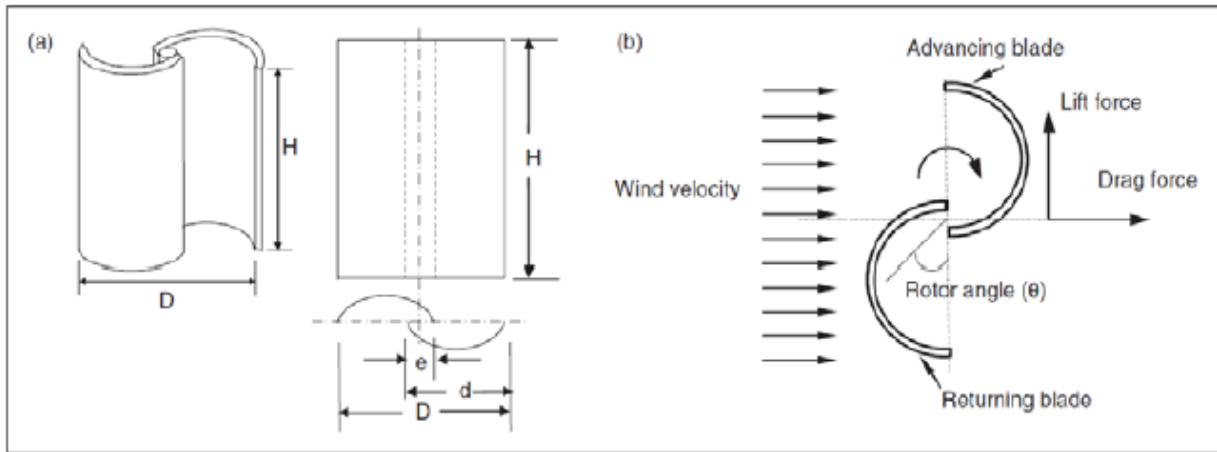 (a)
H
D
H
e
d
D
(b)
Advancing blade
Lift force
Wind velocity
Drag force
Rotor angle (θ)
Returning blade